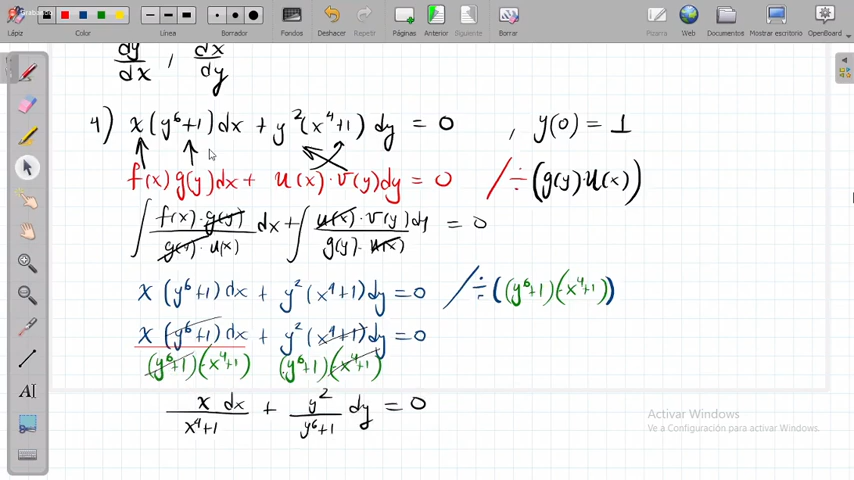 Lápiz Color Línea Borrador Fondos Deshacer Repetir Páginas Anterior Siguiente Borrar Pizarra Web Documentos Mostrar escritorio OpenBoard
dy/dx , dx/dy
4) x(y⁶+1)dx + y²(x⁴+1)dy = 0 , y(0) = 1
f(x)g(y)dx + u(x)·v(y)dy = 0 /÷(g(y)·u(x))
∫ f(x)·g(y)/g(y)·u(x) dx + ∫ u(x)·v(y)dy/g(y)·u(x) = 0
x(y⁶+1)dx + y²(x⁴+1)dy = 0 /÷((y⁶+1)(x⁴+1))
x(y⁶+1)dx/(y⁶+1)(x⁴+1) + y²(x⁴+1)dy/(y⁶+1)(x⁴+1) = 0
x dx/x⁴+1 + y²/y⁶+1 dy = 0
Activar Windows
Ve a Configuración para activar Windows.